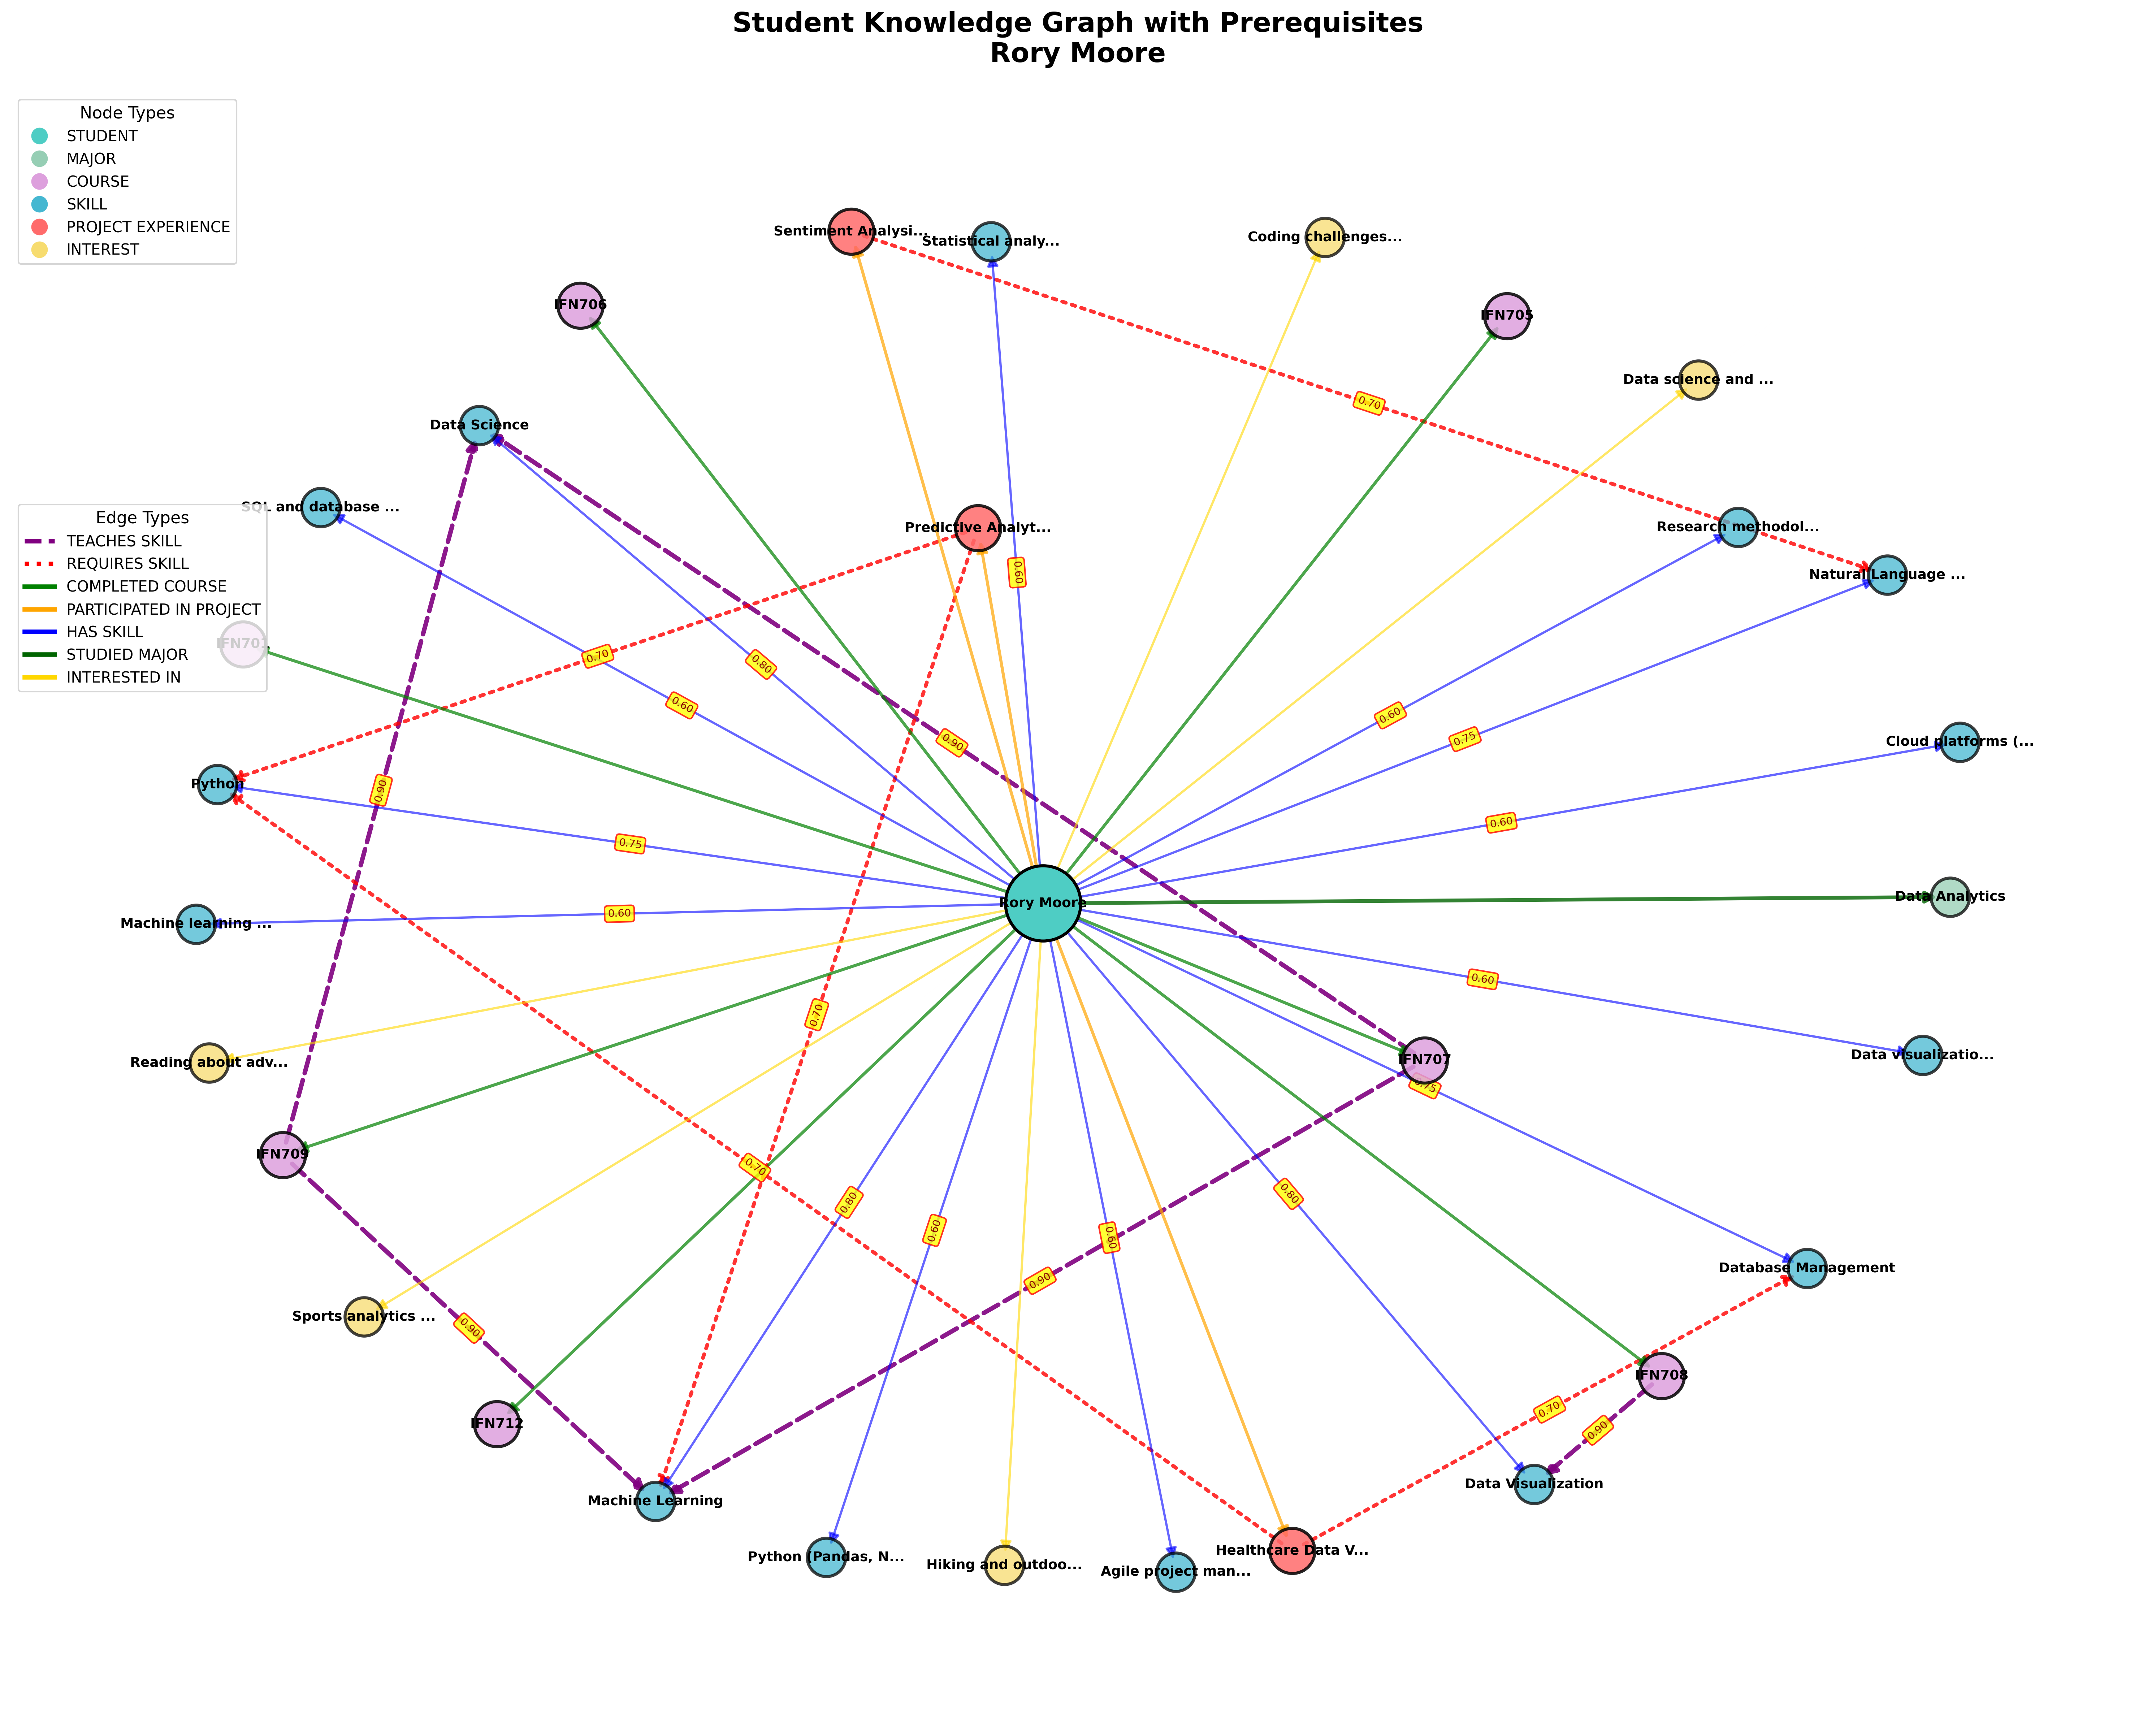 Student Knowledge Graph with Prerequisites
Rory Moore
Node Types
STUDENT
MAJOR
COURSE
SKILL
PROJECT EXPERIENCE
INTEREST
Sentiment Analysi...
Statistical analy...
Coding challenges...
IFN706
IFN705
Data science and ...
0.70
Data Science
SQL and database ...
Edge Types
TEACHES SKILL
REQUIRES SKILL
COMPLETED COURSE
PARTICIPATED IN PROJECT
HAS SKILL
STUDIED MAJOR
INTERESTED IN
Predictive Analyt...
Research methodol...
0.60
Natural Language ...
IFN701
0.70
0.80
0.60
0.60
0.90
0.75
Cloud platforms (...
Python
0.90
0.60
0.75
Data Analytics
Rory Moore
Machine learning ...
0.60
0.60
0.70
Data visualizatio...
Reading about adv...
IFN707
0.75
IFN709
0.70
0.80
0.80
0.60
0.60
Database Management
0.90
Sports analytics ...
0.90
IFN708
0.70
IFN712
0.90
Data Visualization
Machine Learning
Healthcare Data V...
Python (Pandas, N...
Hiking and outdoo...
Agile project man...